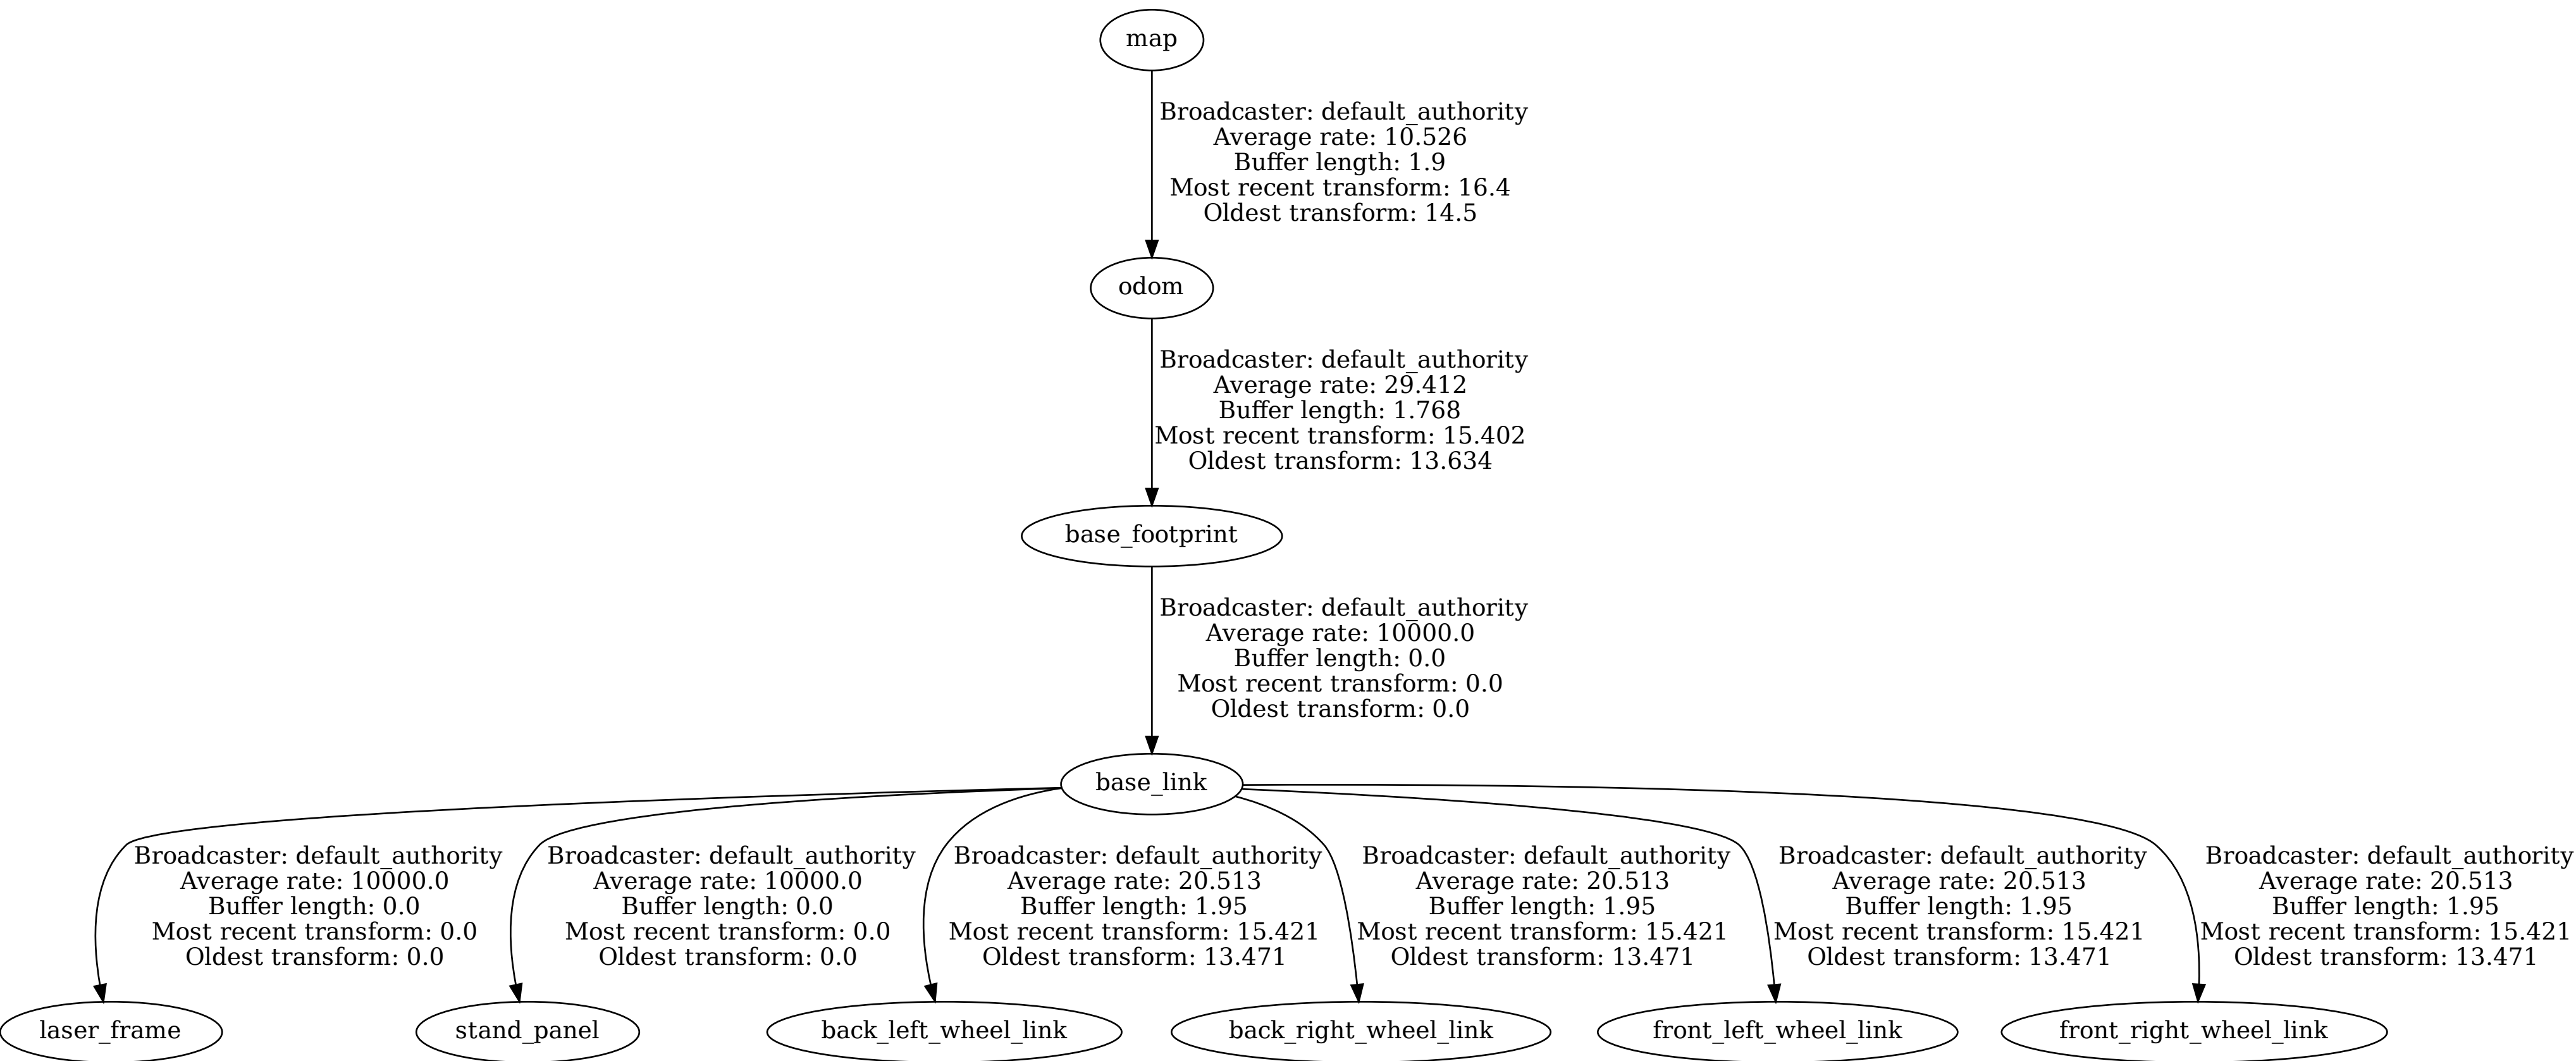 map
Broadcaster: default_authority
Average rate: 10.526
Buffer length: 1.9
Most recent transform: 16.4
Oldest transform: 14.5
odom
Broadcaster: default_authority
Average rate: 29.412
Buffer length: 1.768
Most recent transform: 15.402
Oldest transform: 13.634
base_footprint
Broadcaster: default_authority
Average rate: 10000.0
Buffer length: 0.0
Most recent transform: 0.0
Oldest transform: 0.0
base_link
Broadcaster: default_authority
Average rate: 10000.0
Buffer length: 0.0
Most recent transform: 0.0
Oldest transform: 0.0
Broadcaster: default_authority
Average rate: 10000.0
Buffer length: 0.0
Most recent transform: 0.0
Oldest transform: 0.0
Broadcaster: default_authority
Average rate: 20.513
Buffer length: 1.95
Most recent transform: 15.421
Oldest transform: 13.471
Broadcaster: default_authority
Average rate: 20.513
Buffer length: 1.95
Most recent transform: 15.421
Oldest transform: 13.471
Broadcaster: default_authority
Average rate: 20.513
Buffer length: 1.95
Most recent transform: 15.421
Oldest transform: 13.471
Broadcaster: default_authority
Average rate: 20.513
Buffer length: 1.95
Most recent transform: 15.421
Oldest transform: 13.471
laser_frame
stand_panel
back_left_wheel_link
back_right_wheel_link
front_left_wheel_link
front_right_wheel_link